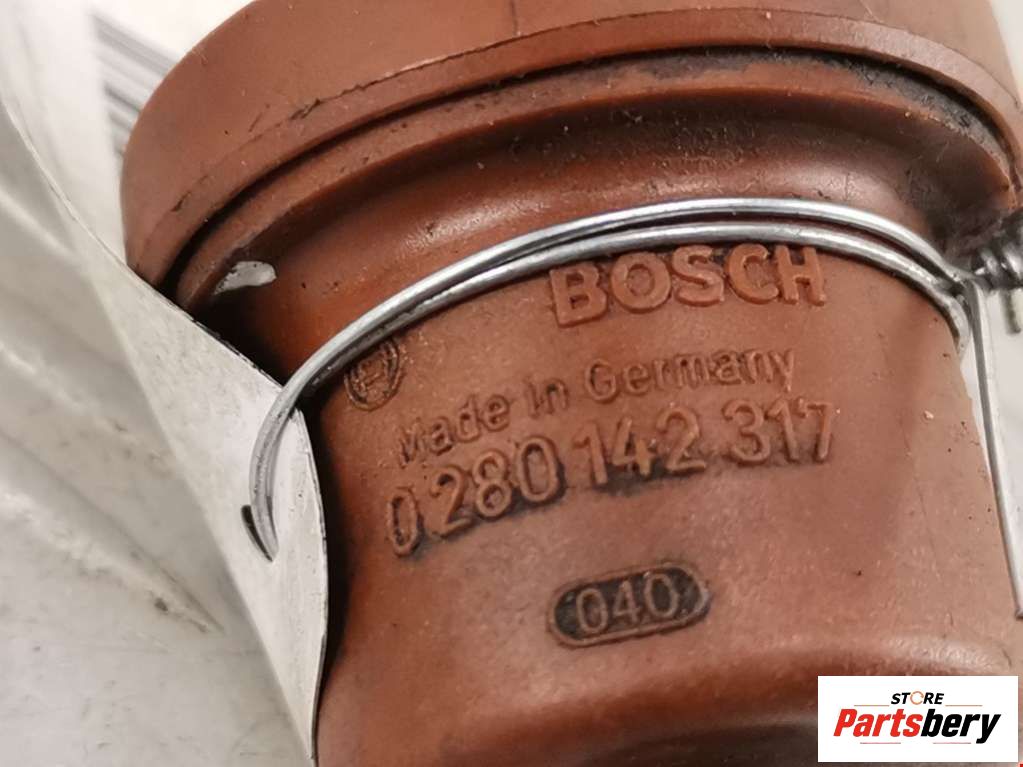 BOSCH
Made in Germany
0 280 142 317
040
STORE
Partsbery